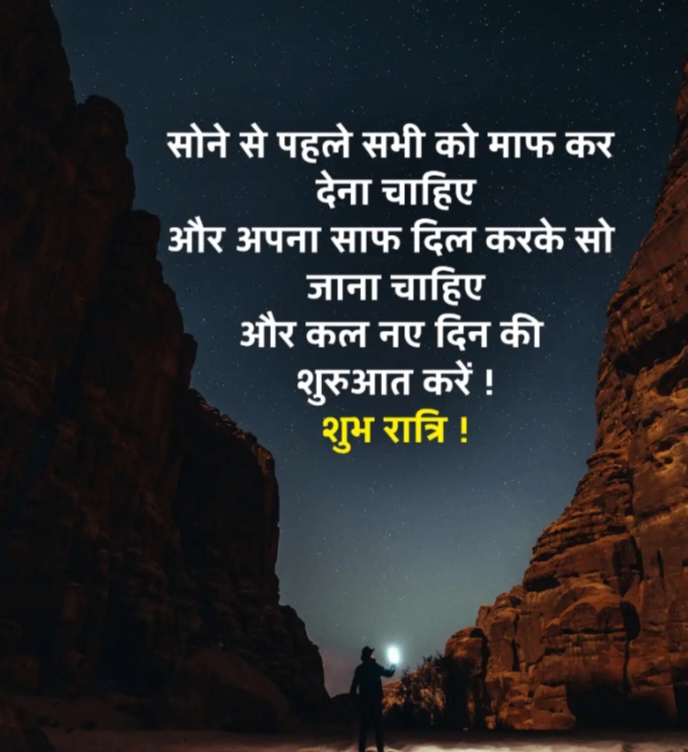 सोने से पहले सभी को माफ कर
देना चाहिए
और अपना साफ दिल करके सो
जाना चाहिए
और कल नए दिन की
शुरुआत करें !
शुभ रात्रि !